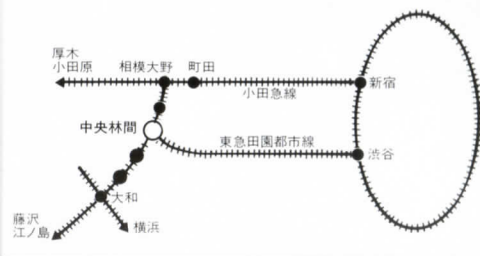 厚木
小田原
相模大野
町田
新宿
小田急線
中央林間
東急田園都市線
渋谷
大和
藤沢
江ノ島
横浜